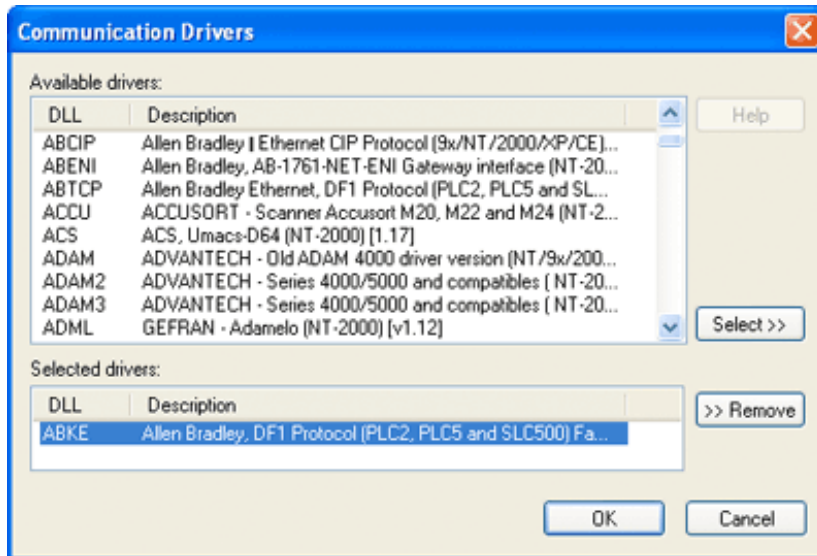 Communication Drivers
Available drivers:
DLL Description
Help
ABCIP Allen Bradley | Ethernet CIP Protocol (9x/NT/2000/XP/CE)...
ABENI Allen Bradley, AB-1761-NET-ENI Gateway interface (NT-20...
ABTCP Allen Bradley Ethernet, DF1 Protocol (PLC2, PLC5 and SL...
ACCU ACCUSORT - Scanner Accusort M20, M22 and M24 (NT-2...
ACS ACS, Umacs-D64 (NT-2000) [1.17]
ADAM ADVANTECH - Old ADAM 4000 driver version (NT/9x/200...
ADAM2 ADVANTECH - Series 4000/5000 and compatibles ( NT-20...
ADAM3 ADVANTECH - Series 4000/5000 and compatibles ( NT-20...
ADML GEFRAN - Adamelo (NT-2000) [v1.12]
Select >>
Selected drivers:
DLL Description
>> Remove
ABKE Allen Bradley, DF1 Protocol (PLC2, PLC5 and SLC500) Fa...
OK Cancel